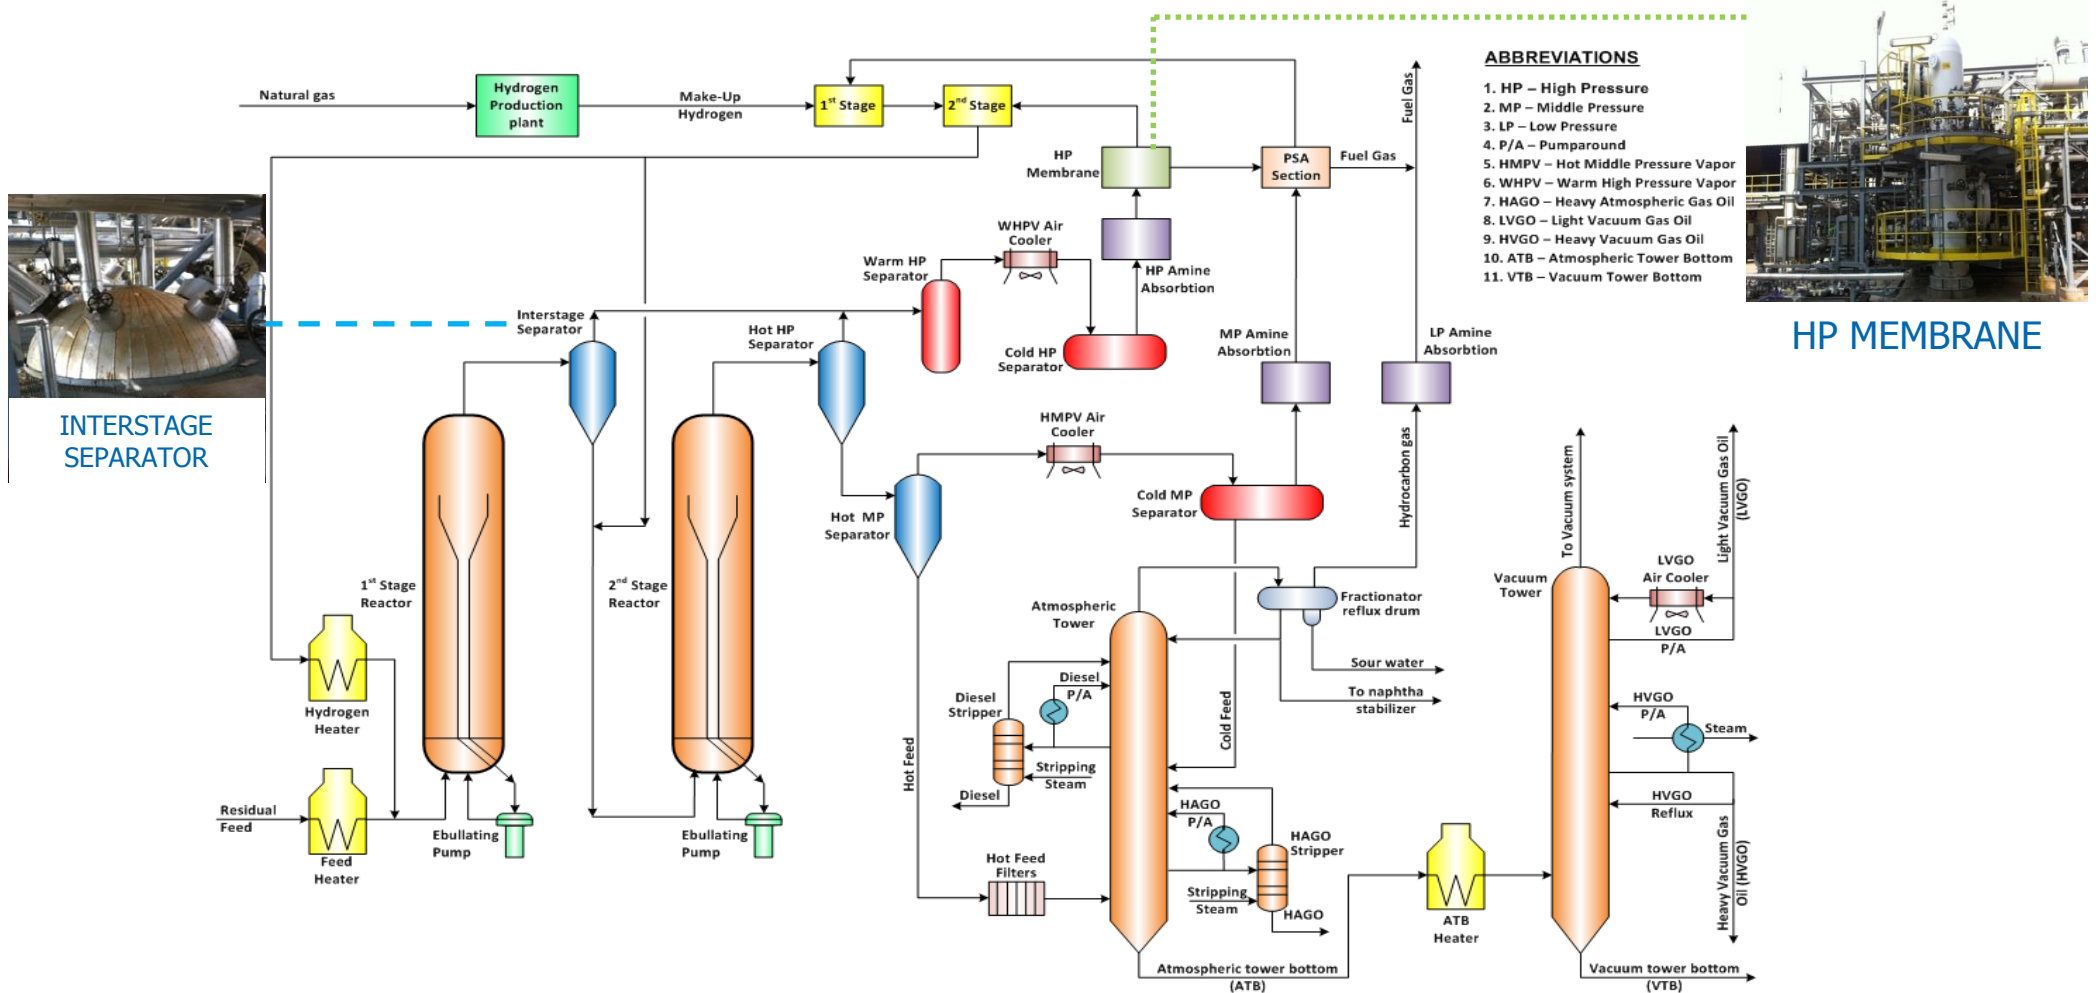 Natural gas
Hydrogen
Production
plant
Make-Up
Hydrogen
1st Stage
2nd Stage
HP
Membrane
PSA
Section
Fuel Gas
Fuel Gas
ABBREVIATIONS
1. HP – High Pressure
2. MP – Middle Pressure
3. LP – Low Pressure
4. P/A – Pumparound
5. HMPV – Hot Middle Pressure Vapor
6. WHPV – Warm High Pressure Vapor
7. HAGO – Heavy Atmospheric Gas Oil
8. LVGO – Light Vacuum Gas Oil
9. HVGO – Heavy Vacuum Gas Oil
10. ATB – Atmospheric Tower Bottom
11. VTB – Vacuum Tower Bottom
HP MEMBRANE
INTERSTAGE
SEPARATOR
WHPV Air
Cooler
Warm HP
Separator
HP Amine
Absorbtion
Interstage
Separator
Hot HP
Separator
Cold HP
Separator
MP Amine
Absorbtion
LP Amine
Absorbtion
HMPV Air
Cooler
Hot MP
Separator
Cold MP
Separator
Hydrocarbon gas
To Vacuum system
Light Vacuum Gas Oil
(LVGO)
1st Stage
Reactor
2nd Stage
Reactor
Atmospheric
Tower
Fractionator
reflux drum
Vacuum
Tower
LVGO
Air Cooler
LVGO
P/A
Sour water
To naphtha
stabilizer
Hydrogen
Heater
Diesel
Stripper
Diesel
P/A
Cold Feed
Hot Feed
Stripping
Steam
Diesel
HVGO
P/A
Steam
HVGO
Reflux
Residual
Feed
Feed
Heater
Ebullating
Pump
Ebullating
Pump
HAGO
P/A
HAGO
Stripper
Hot Feed
Filters
Stripping
Steam
HAGO
ATB
Heater
Heavy Vacuum Gas
Oil (HVGO)
Atmospheric tower bottom
(ATB)
Vacuum tower bottom
(VTB)